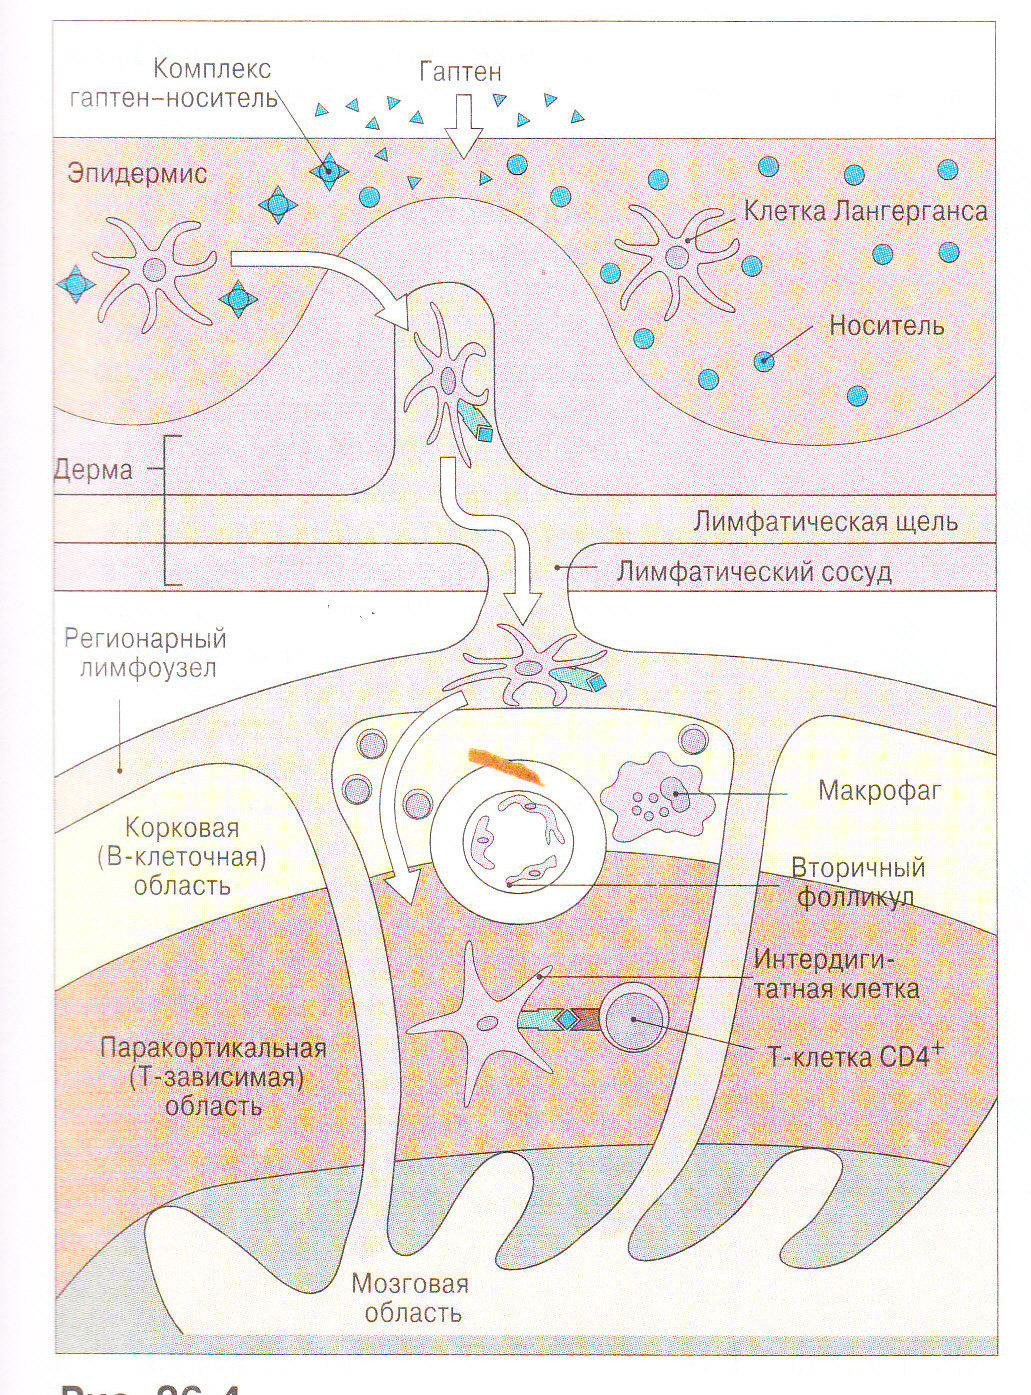 Комплекс
гаптен–носитель
Гаптен
Эпидермис
Клетка Лангерганса
Носитель
Дерма
Лимфатическая щель
Лимфатический сосуд
Регионарный
лимфоузел
Макрофаг
Корковая
(В-клеточная)
область
Вторичный
фолликул
Интердиги-
татная клетка
Т-клетка CD4+
Паракортикальная
(Т-зависимая)
область
Мозговая
область